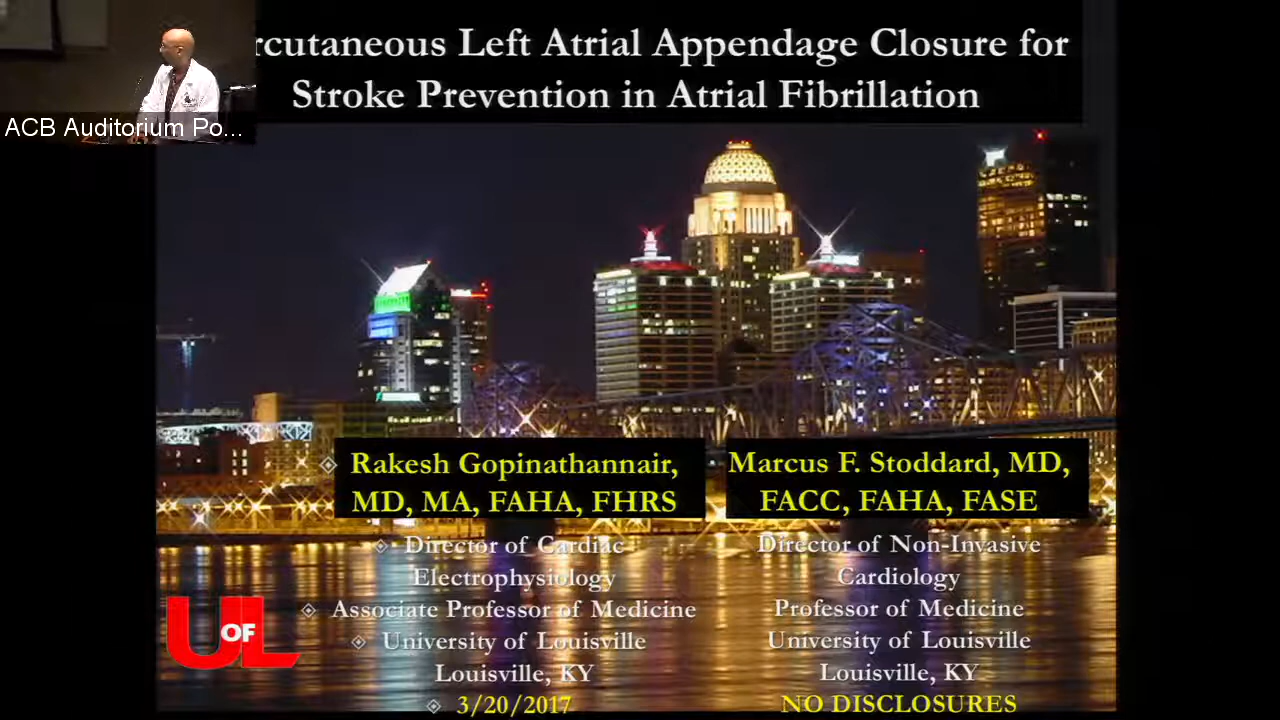 rcutaneous Left Atrial Appendage Closure for
Stroke Prevention in Atrial Fibrillation
ACB Auditorium Po...
Rakesh Gopinathannair,
MD, MA, FAHA, FHRS
Director of Cardiac
Electrophysiology
Associate Professor of Medicine
University of Louisville
Louisville, KY
3/20/2017
Marcus F. Stoddard, MD,
FACC, FAHA, FASE
Director of Non-Invasive
Cardiology
Professor of Medicine
University of Louisville
Louisville, KY
NO DISCLOSURES
U OF L